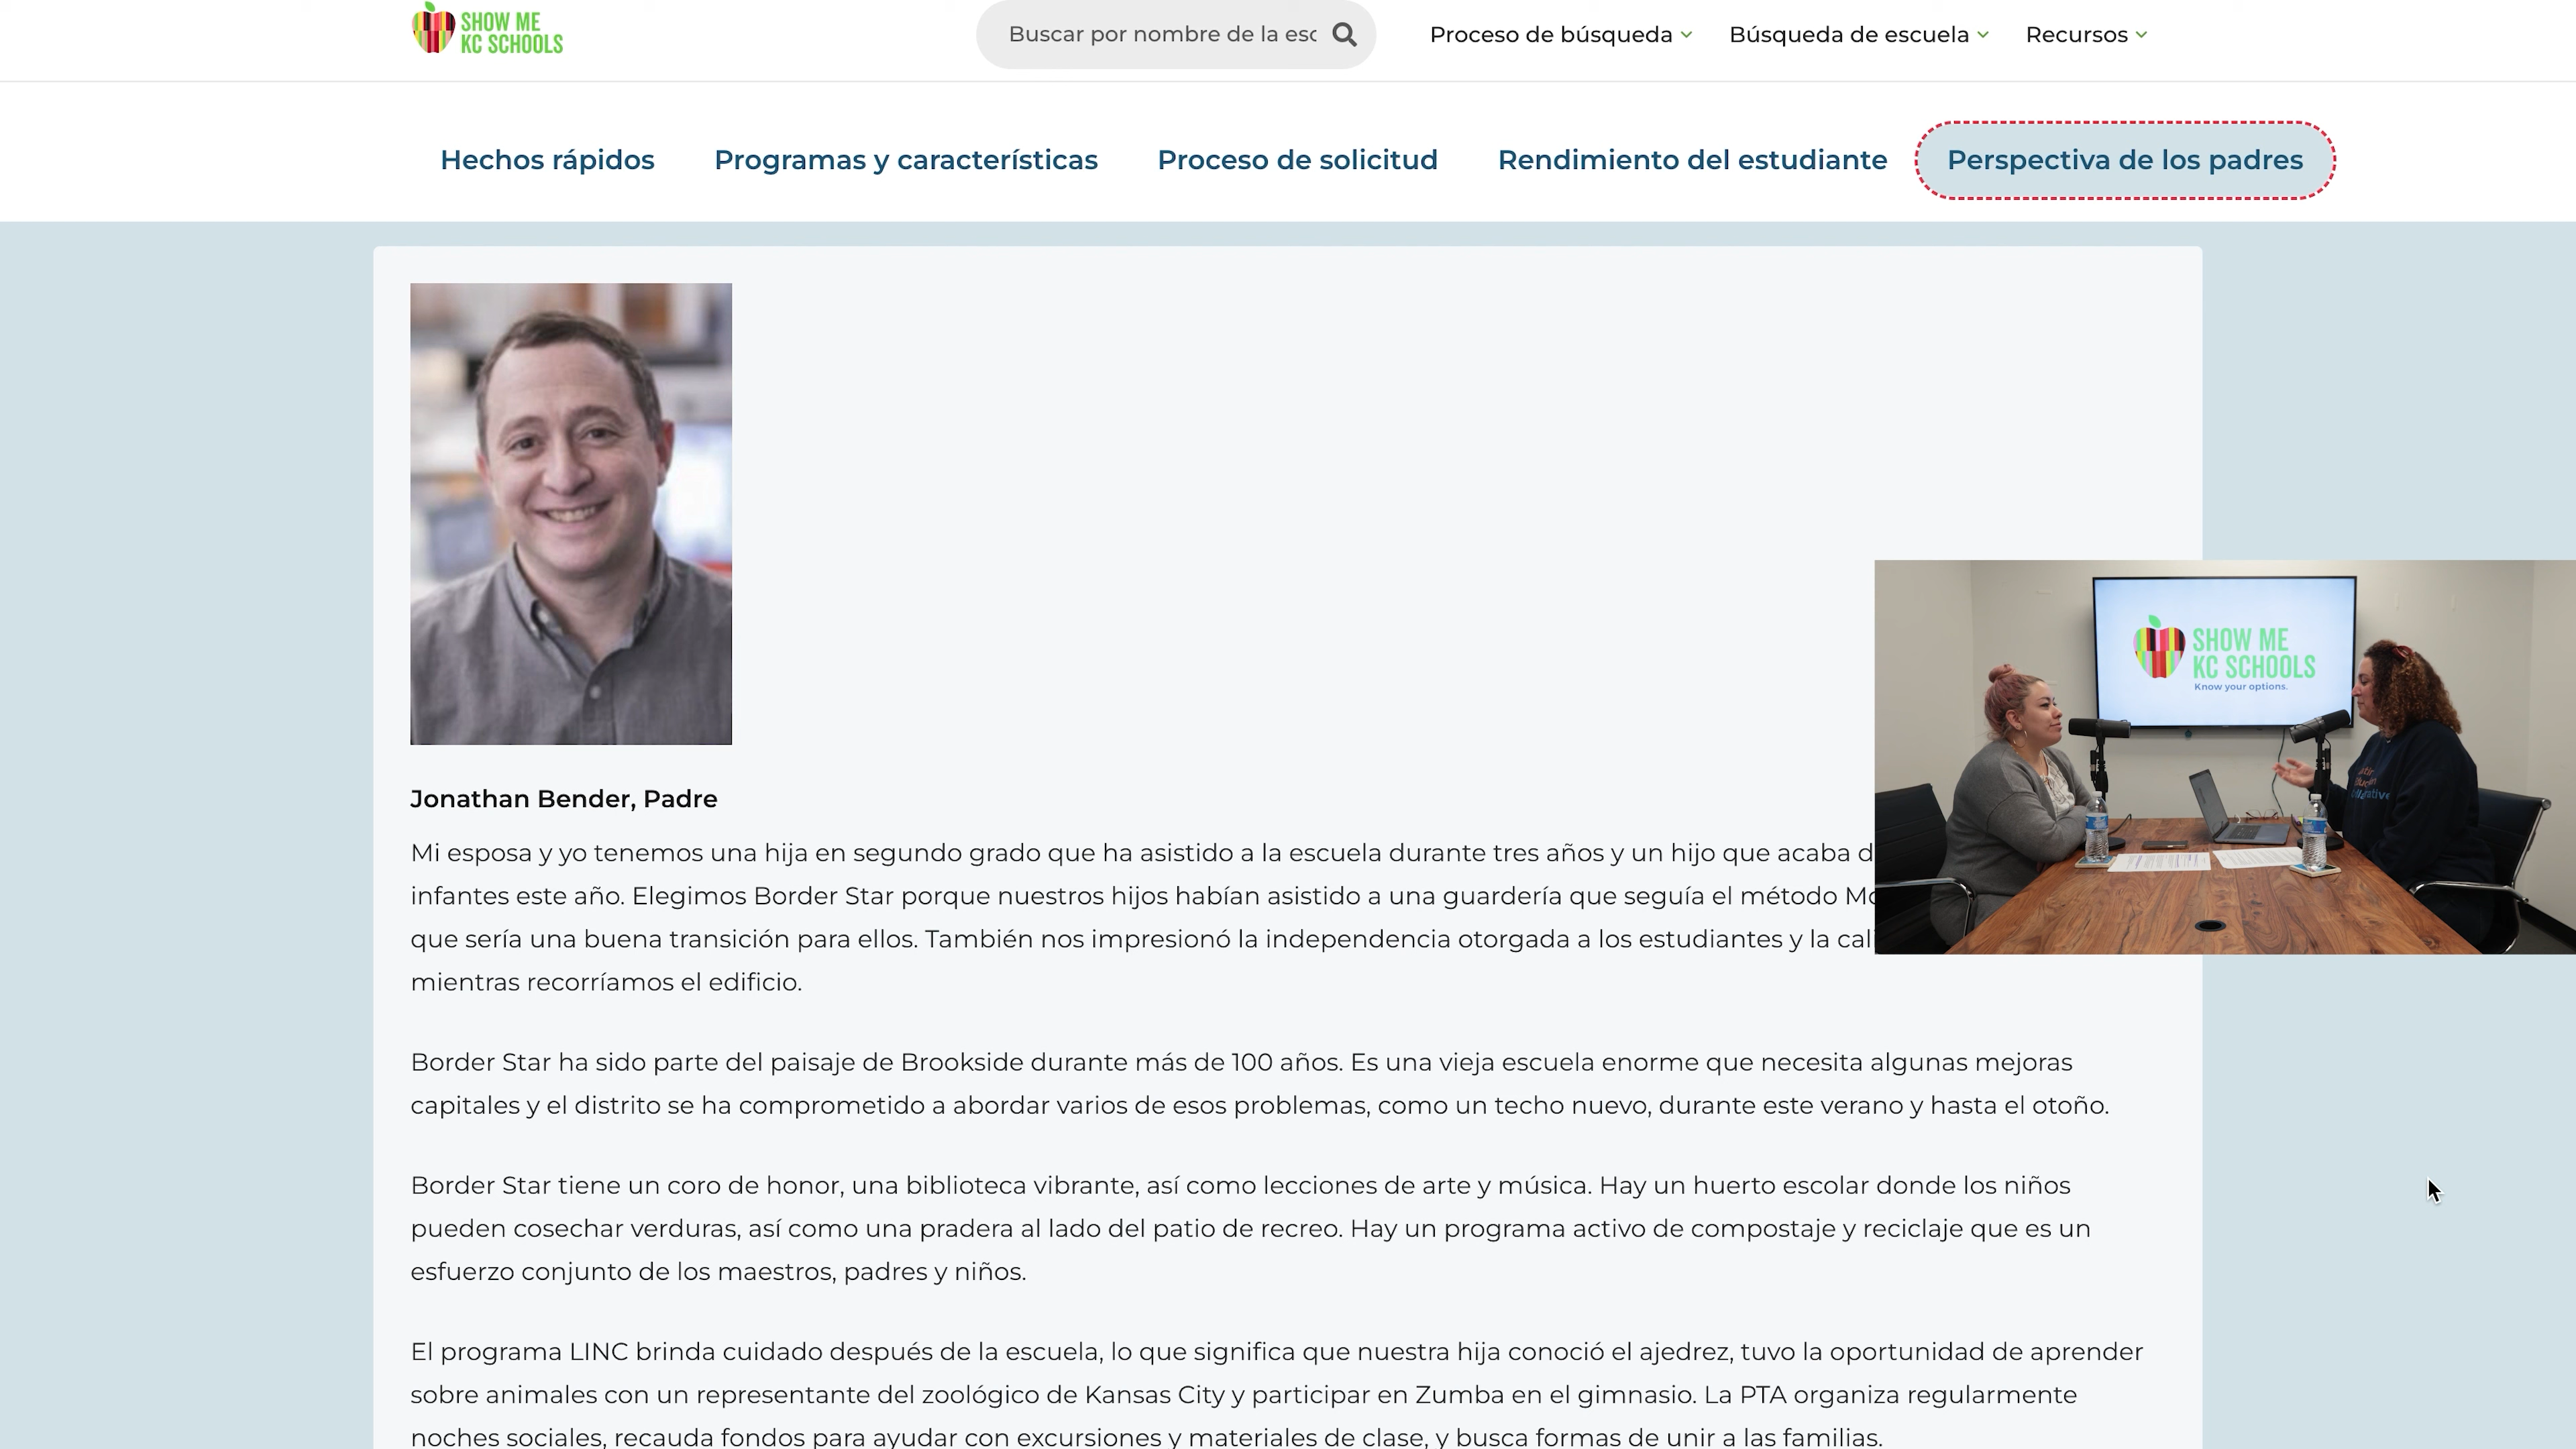 SHOW ME
KC SCHOOLS
Buscar por nombre de la esc
Proceso de búsqueda
Búsqueda de escuela
Recursos
Hechos rápidos
Programas y características
Proceso de solicitud
Rendimiento del estudiante
Perspectiva de los padres
SHOW ME
KC SCHOOLS
Know your options.
Jonathan Bender, Padre
Mi esposa y yo tenemos una hija en segundo grado que ha asistido a la escuela durante tres años y un hijo que acaba
infantes este año. Elegimos Border Star porque nuestros hijos habían asistido a una guardería que seguía el método
que sería una buena transición para ellos. También nos impresionó la independencia otorgada a los estudiantes y la
mientras recorríamos el edificio.
Border Star ha sido parte del paisaje de Brookside durante más de 100 años. Es una vieja escuela enorme que necesita algunas mejoras
capitales y el distrito se ha comprometido a abordar varios de esos problemas, como un techo nuevo, durante este verano y hasta el otoño.
Border Star tiene un coro de honor, una biblioteca vibrante, así como lecciones de arte y música. Hay un huerto escolar donde los niños
pueden cosechar verduras, así como una pradera al lado del patio de recreo. Hay un programa activo de compostaje y reciclaje que es un
esfuerzo conjunto de los maestros, padres y niños.
El programa LINC brinda cuidado después de la escuela, lo que significa que nuestra hija conoció el ajedrez, tuvo la oportunidad de aprender
sobre animales con un representante del zoológico de Kansas City y participar en Zumba en el gimnasio. La PTA organiza regularmente
noches sociales, recauda fondos para ayudar con excursiones y materiales de clase, y busca formas de unir a las familias.